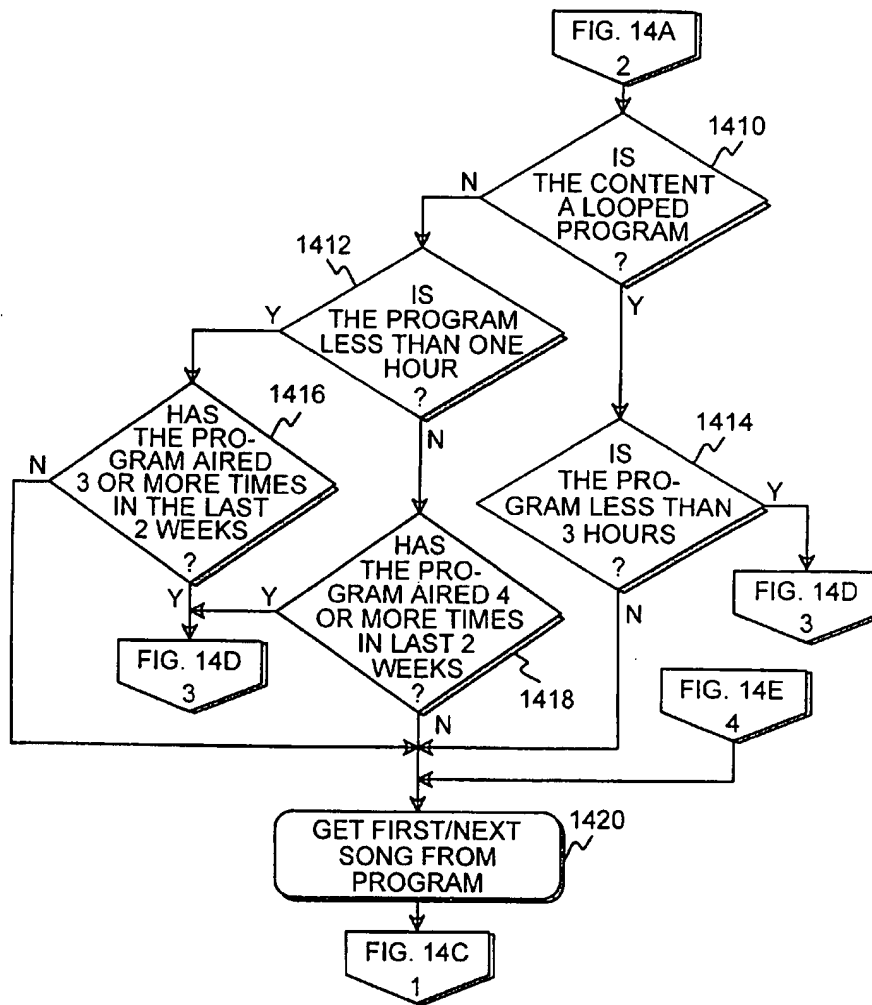 FIG. 14A
2
1410
IS
THE CONTENT
A LOOPED
PROGRAM
?
N
Y
1412
IS
THE PROGRAM
LESS THAN ONE
HOUR
?
Y
N
1416
HAS
THE PRO-
GRAM AIRED
3 OR MORE TIMES
IN THE LAST
2 WEEKS
?
N
Y
1414
IS
THE PRO-
GRAM LESS THAN
3 HOURS
?
Y
N
HAS
THE PRO-
GRAM AIRED 4
OR MORE TIMES
IN LAST 2
WEEKS
?
Y
N
1418
FIG. 14D
3
FIG. 14D
3
FIG. 14E
4
GET FIRST/NEXT
SONG FROM
PROGRAM
1420
FIG. 14C
1